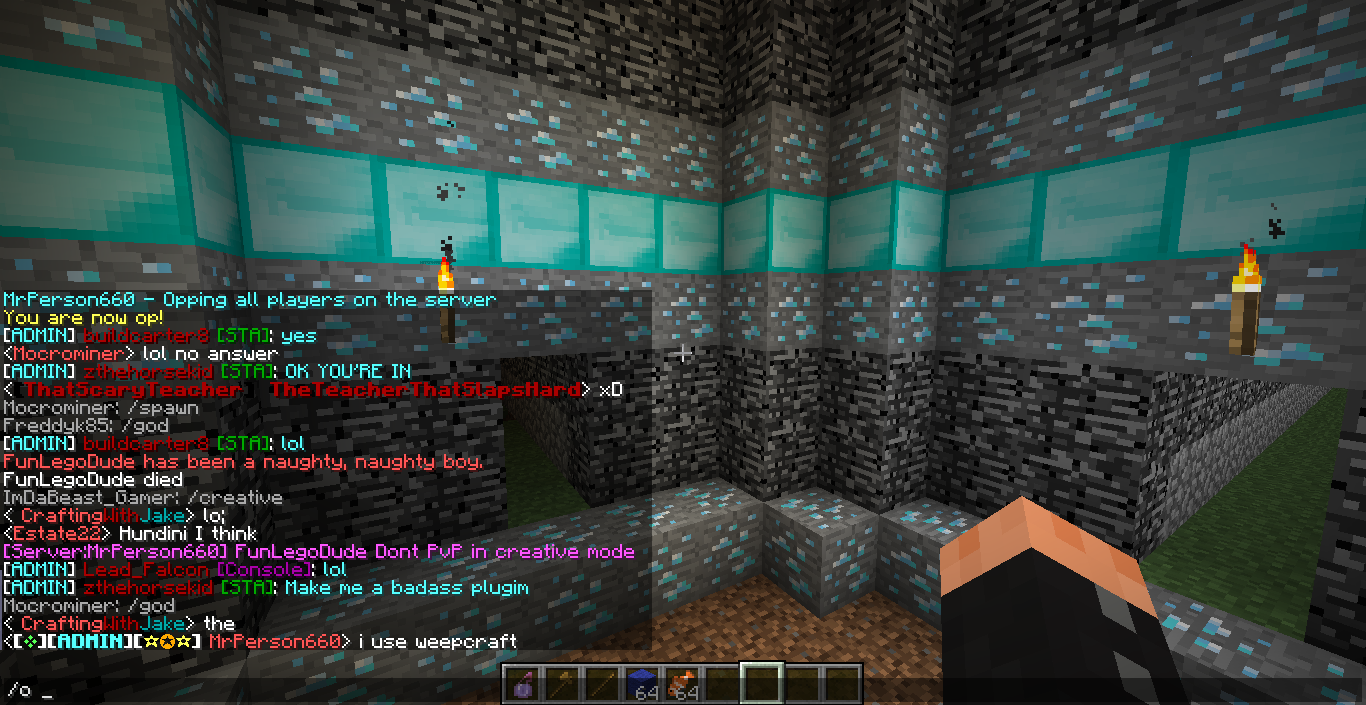 MrPerson660 - Opping all players on the server
You are now op!
[ADMIN] buildcarter8 [STA]: yes
<Mocrominer> lol no answer
[ADMIN] zthehorsekid [STA]: OK YOU'RE IN
< ThatScaryTeacher TheTeacherThatSlapsHard> xD
Mocrominer: /spawn
Freddyk85: /god
[ADMIN] buildcarter8 [STA]: lol
FunLegoDude has been a naughty, naughty boy.
FunLegoDude died
ImDaBeast_Gamer: /creative
< CraftingWithJake> lo;
<Estate22> Hundini I think
[Server:MrPerson660] FunLegoDude Dont PvP in creative mode
[ADMIN] Lead_Falcon [Console]: lol
[ADMIN] zthehorsekid [STA]: Make me a badass plugim
Mocrominer: /god
< CraftingWithJake> the
<[❖][ADMIN][☆✪☆] MrPerson660> i use weepcraft
/o _
64
64